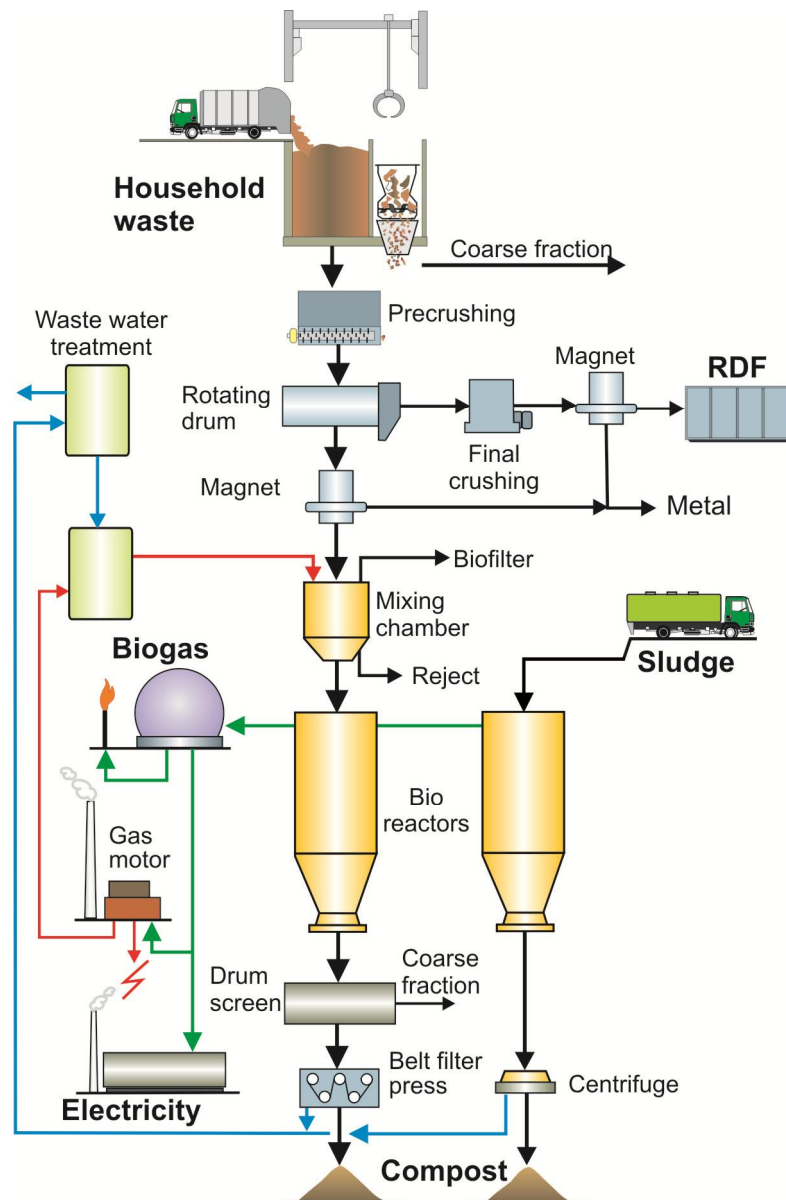 Household
waste
Coarse fraction
Precrushing
Waste water
treatment
Magnet
RDF
Rotating
drum
Final
crushing
Magnet
Metal
Biofilter
Mixing
chamber
Biogas
Sludge
Reject
Bio
reactors
Gas
motor
Drum
screen
Coarse
fraction
Belt filter
press
Centrifuge
Electricity
Compost